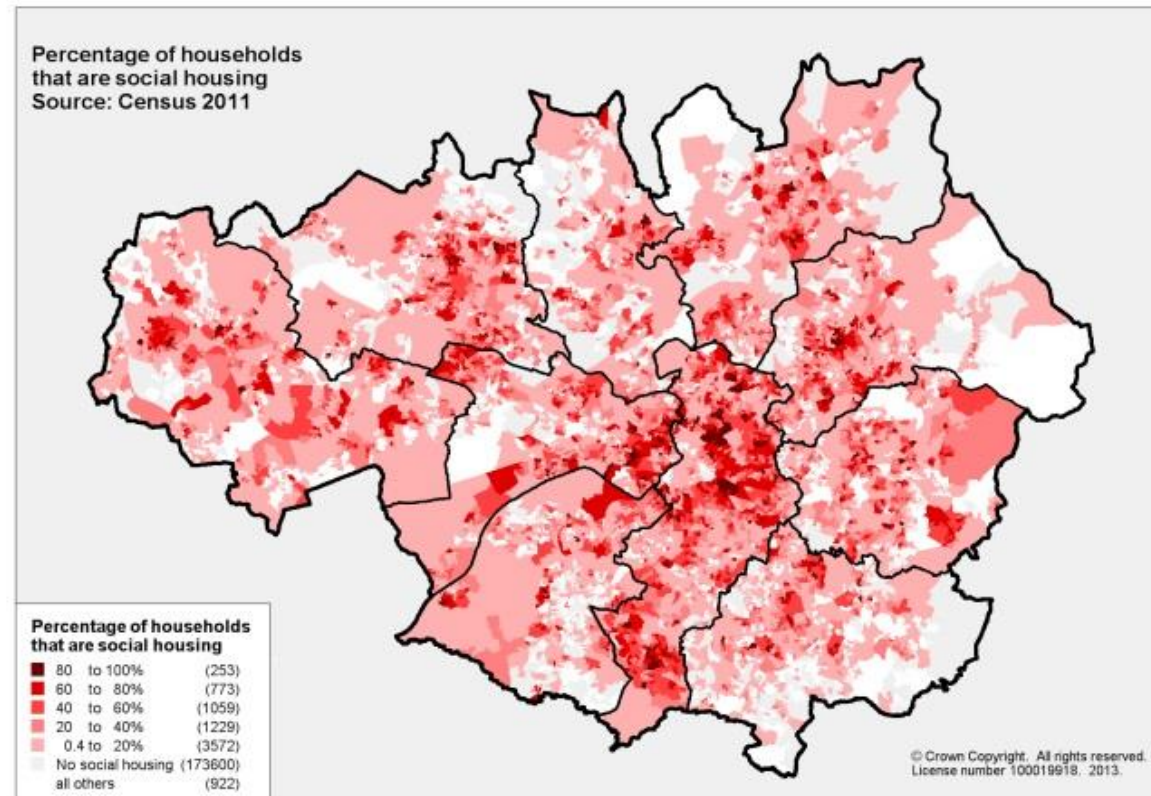 Percentage of households
that are social housing
Source: Census 2011
Percentage of households
that are social housing
80 to 100% (253)
60 to 80% (773)
40 to 60% (1059)
20 to 40% (1229)
0.4 to 20% (3572)
No social housing (173600)
all others (922)
© Crown Copyright. All rights reserved.
License number 100019918. 2013.